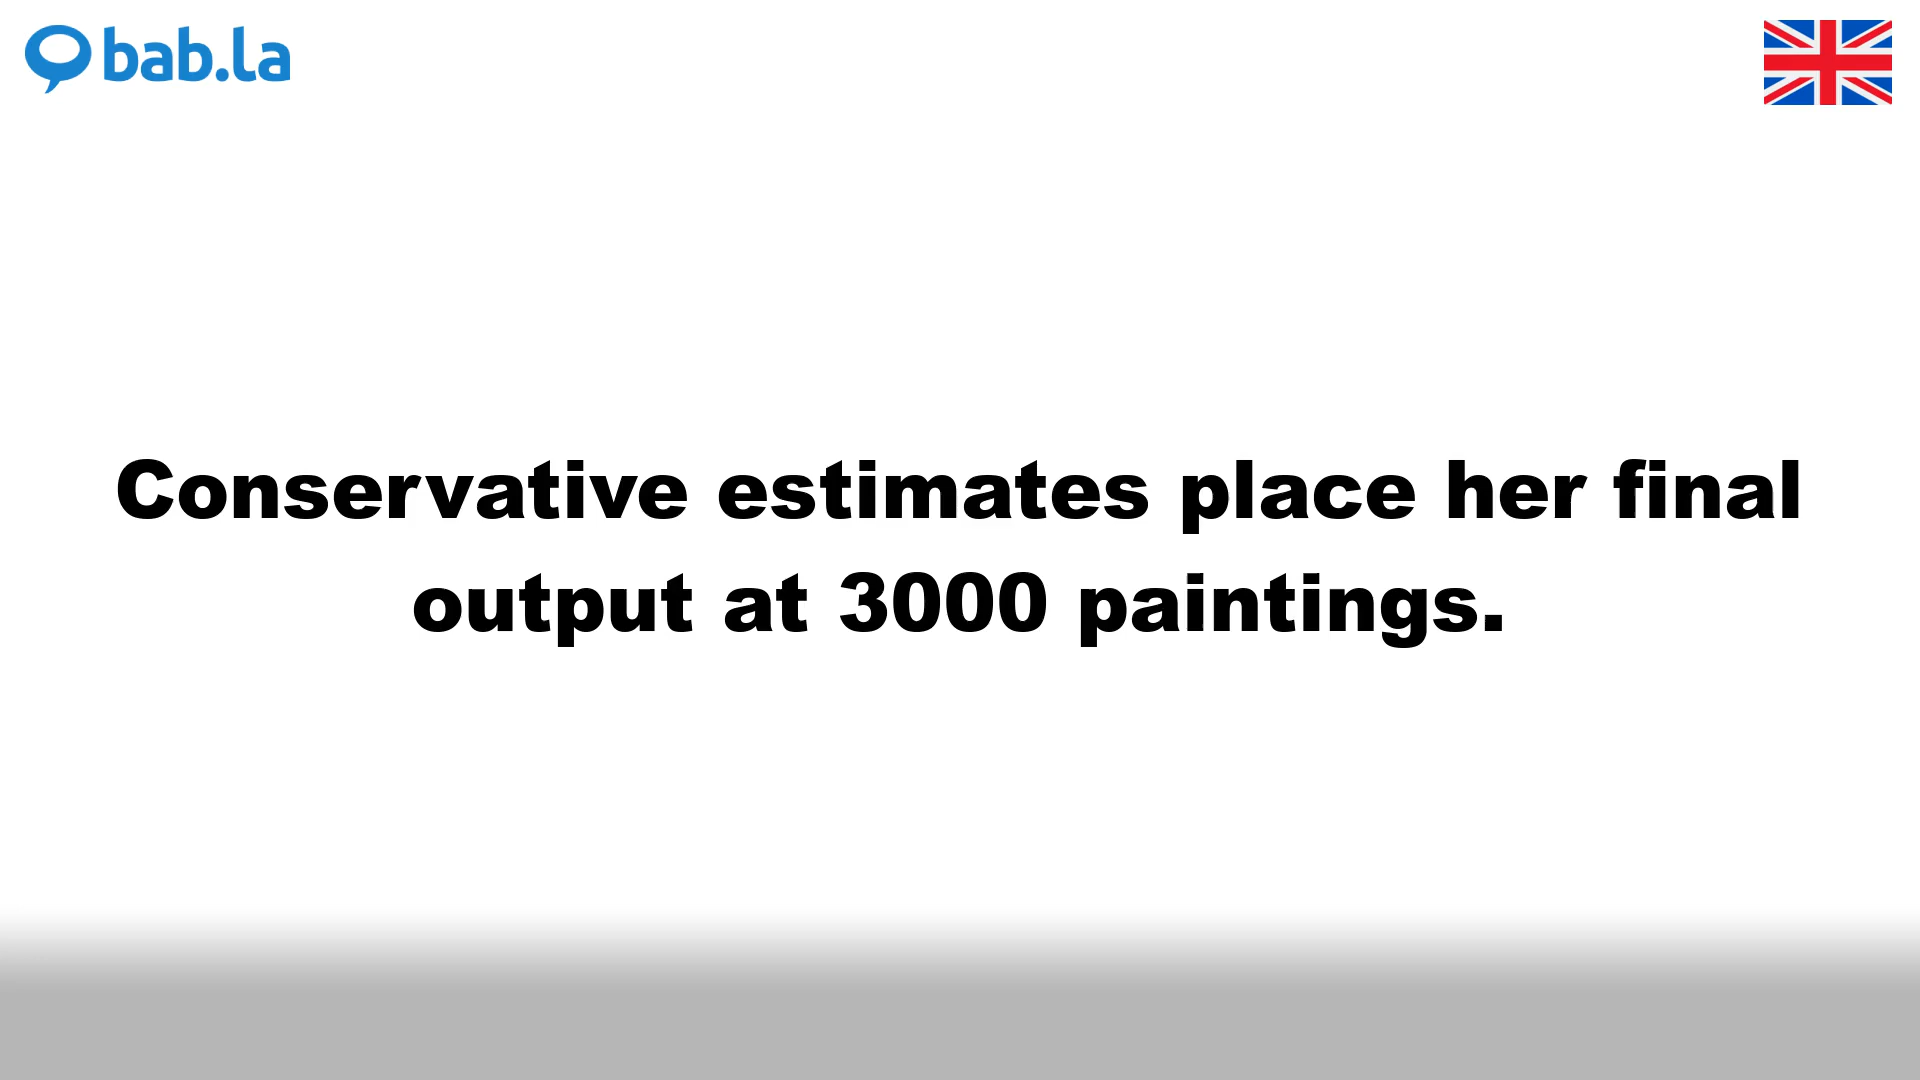 bab.la
Conservative estimates place her final
output at 3000 paintings.